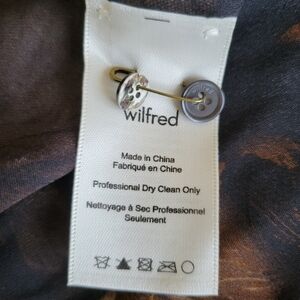 wilfred
Made in China
Fabriqué en Chine
Professional Dry Clean Only
Nettoyage à Sec Professionnel
Seulement